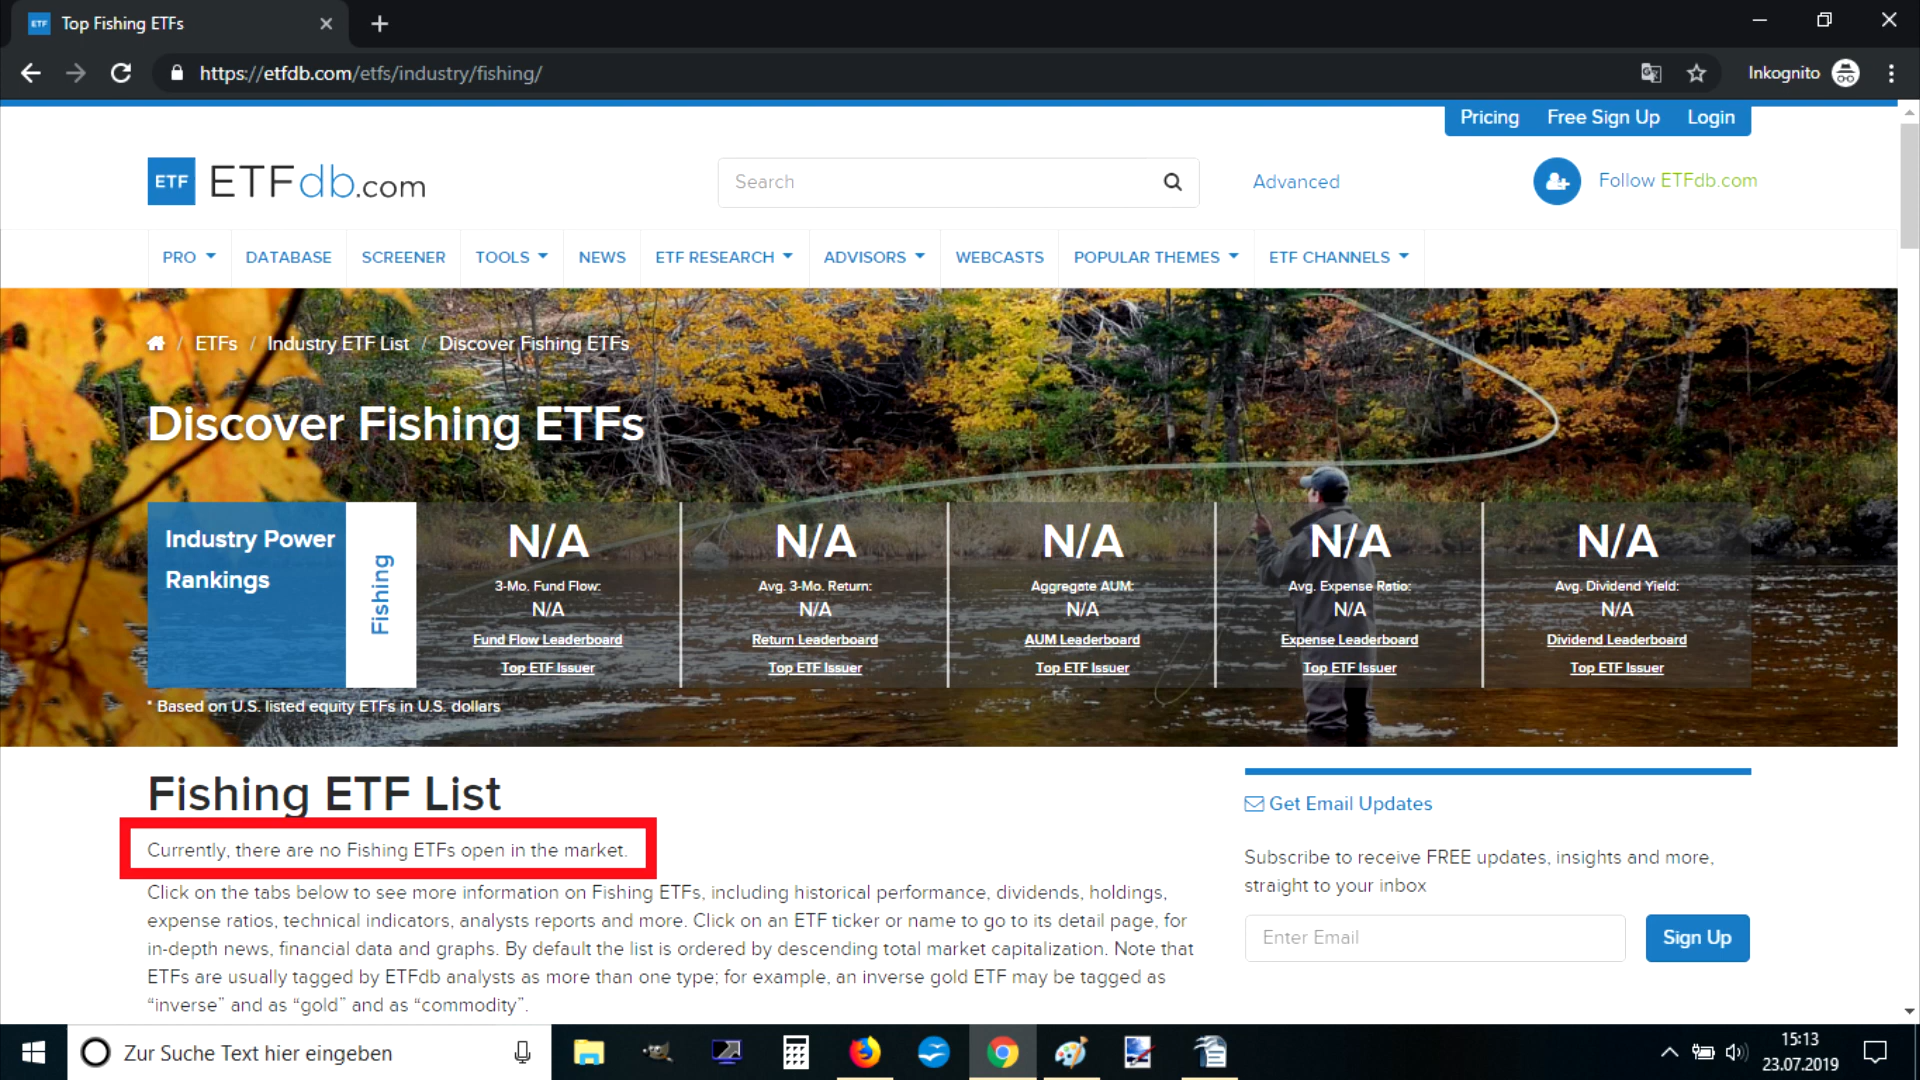 ETF Top Fishing ETFs
https://etfdb.com/etfs/industry/fishing/
Inkognito
Pricing Free Sign Up Login
ETF ETFdb.com
Search
Advanced
Follow ETFdb.com
PRO DATABASE SCREENER TOOLS NEWS ETF RESEARCH ADVISORS WEBCASTS POPULAR THEMES ETF CHANNELS
/ ETFs / Industry ETF List / Discover Fishing ETFs
Discover Fishing ETFs
Industry Power
Rankings
Fishing
N/A
3-Mo. Fund Flow:
N/A
Fund Flow Leaderboard
Top ETF Issuer
N/A
Avg. 3-Mo. Return:
N/A
Return Leaderboard
Top ETF Issuer
N/A
Aggregate AUM:
N/A
AUM Leaderboard
Top ETF Issuer
N/A
Avg. Expense Ratio:
N/A
Expense Leaderboard
Top ETF Issuer
N/A
Avg. Dividend Yield:
N/A
Dividend Leaderboard
Top ETF Issuer
* Based on U.S. listed equity ETFs in U.S. dollars
Fishing ETF List
Currently, there are no Fishing ETFs open in the market.
Click on the tabs below to see more information on Fishing ETFs, including historical performance, dividends, holdings,
expense ratios, technical indicators, analysts reports and more. Click on an ETF ticker or name to go to its detail page, for
in-depth news, financial data and graphs. By default the list is ordered by descending total market capitalization. Note that
ETFs are usually tagged by ETFdb analysts as more than one type; for example, an inverse gold ETF may be tagged as
“inverse” and as “gold” and as “commodity”.
Get Email Updates
Subscribe to receive FREE updates, insights and more,
straight to your inbox
Enter Email
Sign Up
Zur Suche Text hier eingeben
15:13
23.07.2019